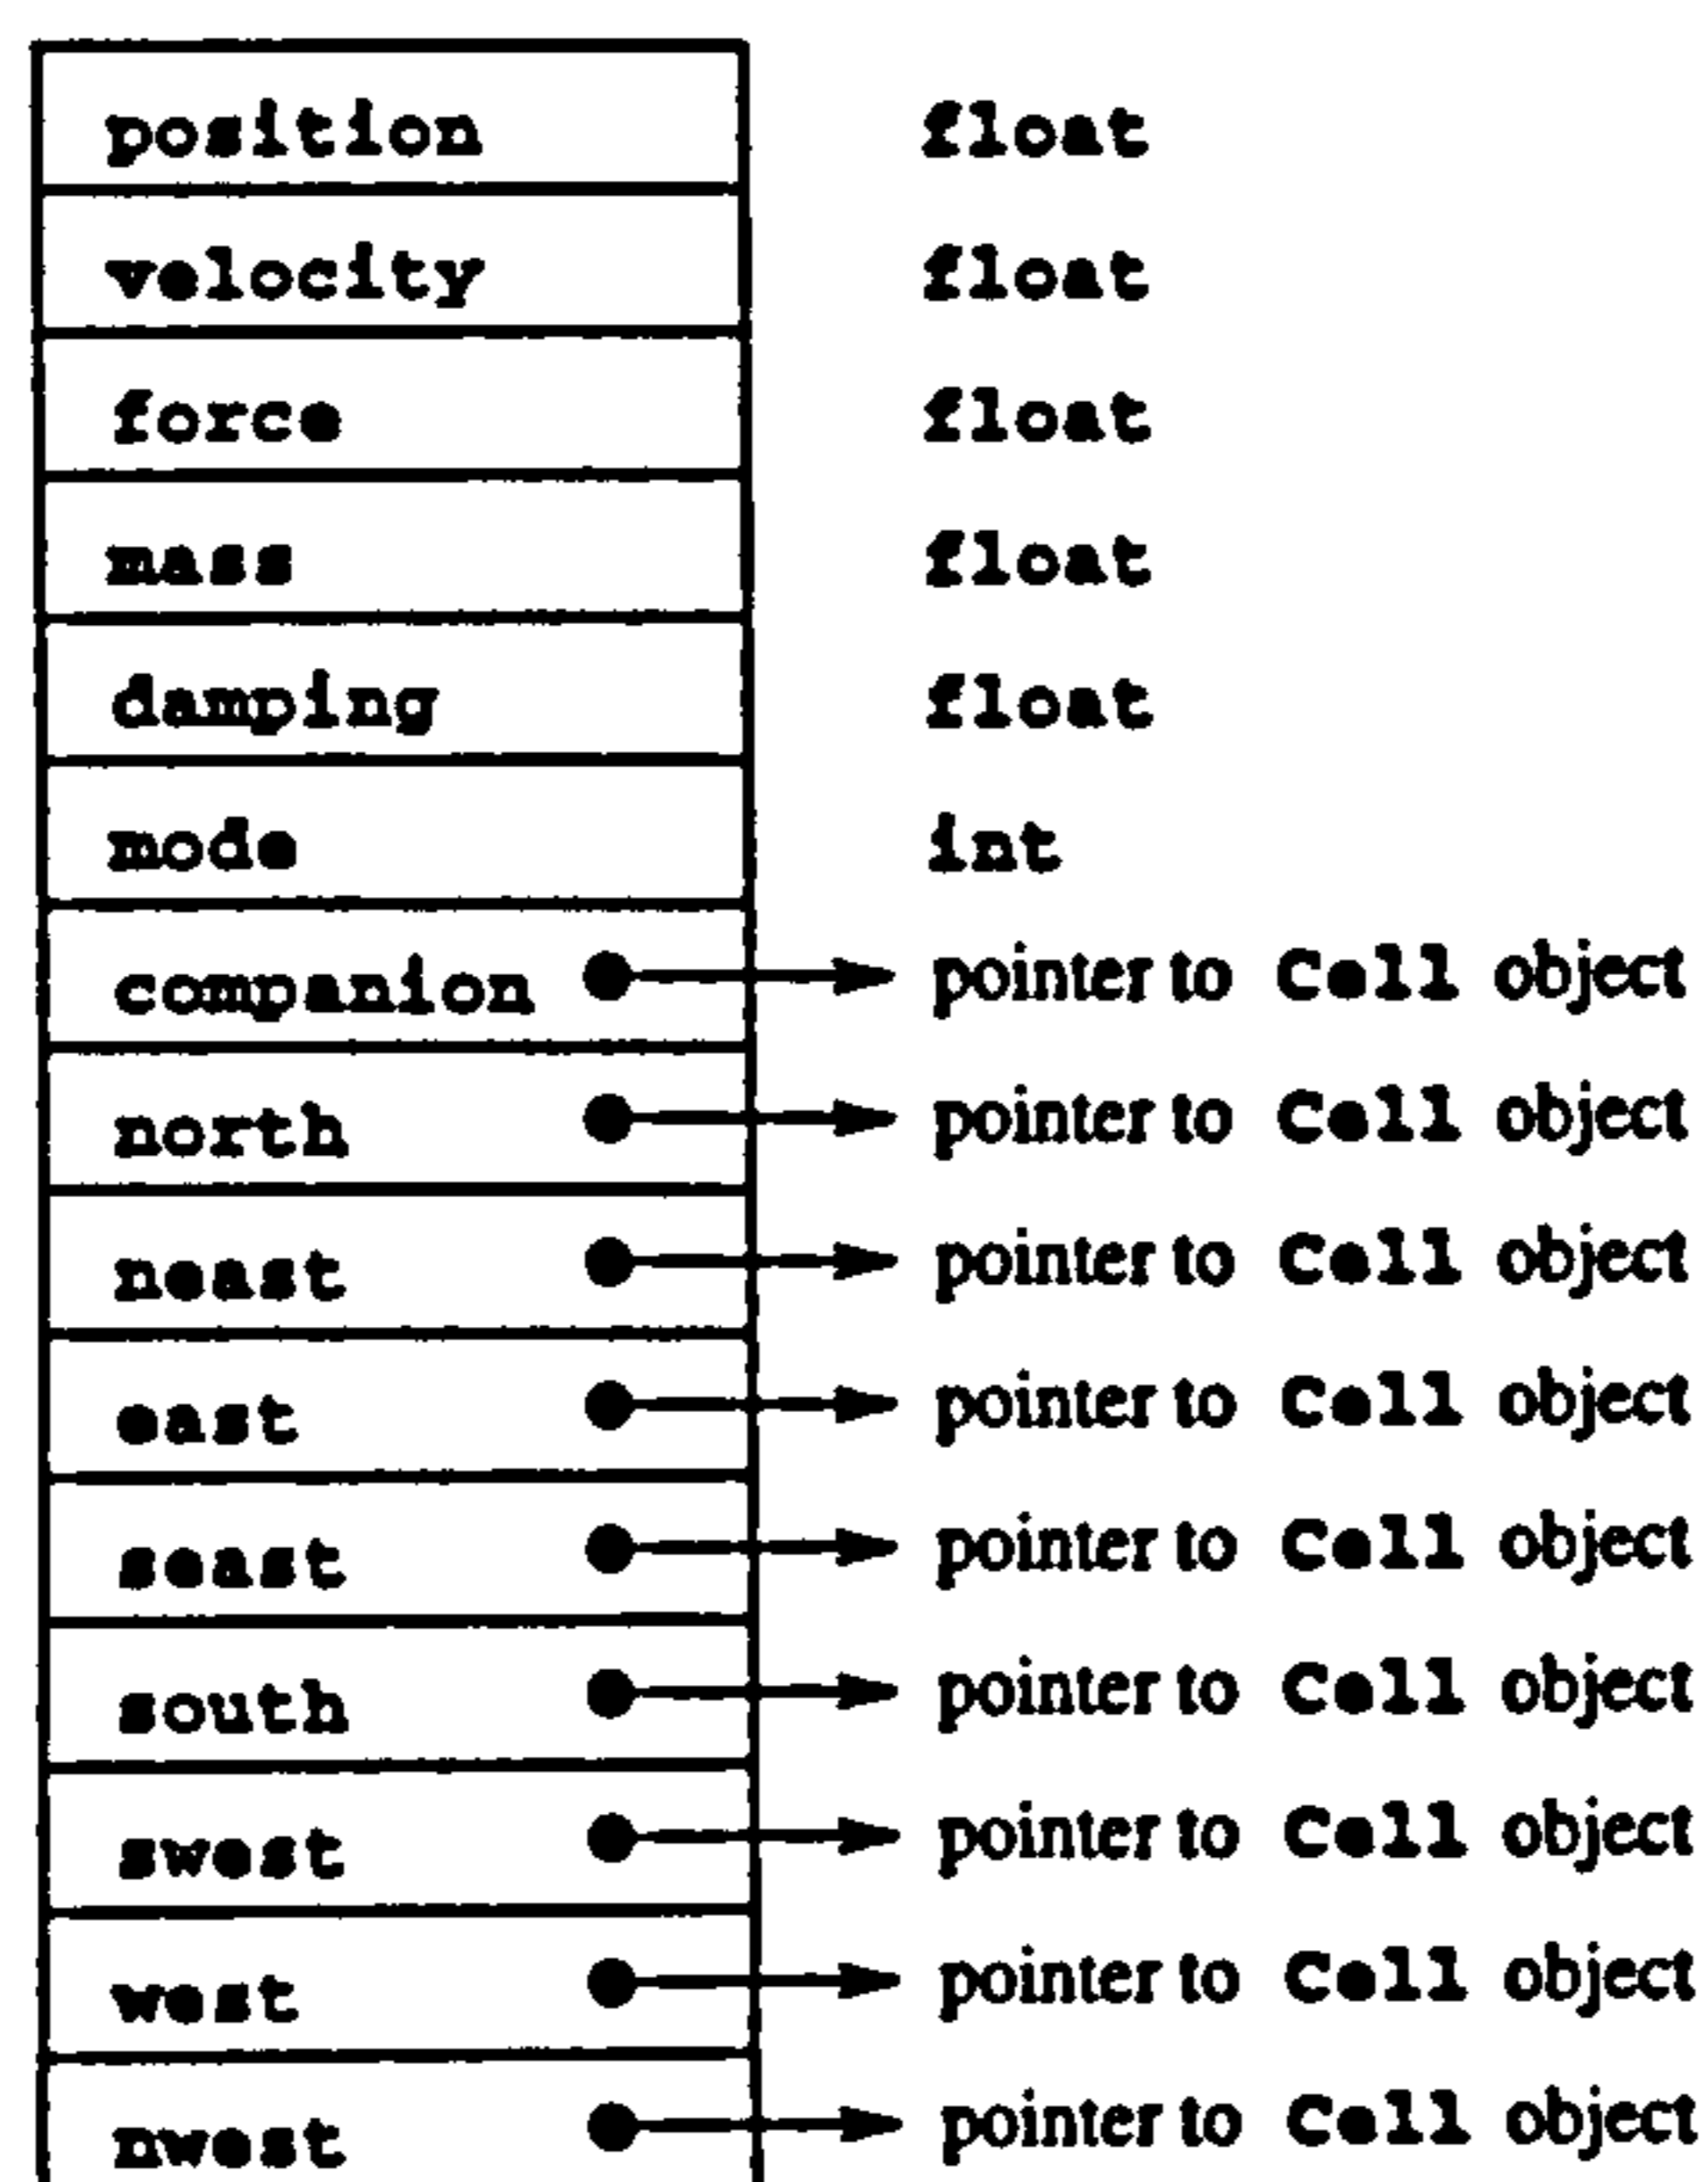 position float
velocity float
force float
mass float
damping float
mode int
companion pointer to Cell object
north pointer to Cell object
neast pointer to Cell object
east pointer to Cell object
seast pointer to Cell object
south pointer to Cell object
swest pointer to Cell object
west pointer to Cell object
nwest pointer to Cell object